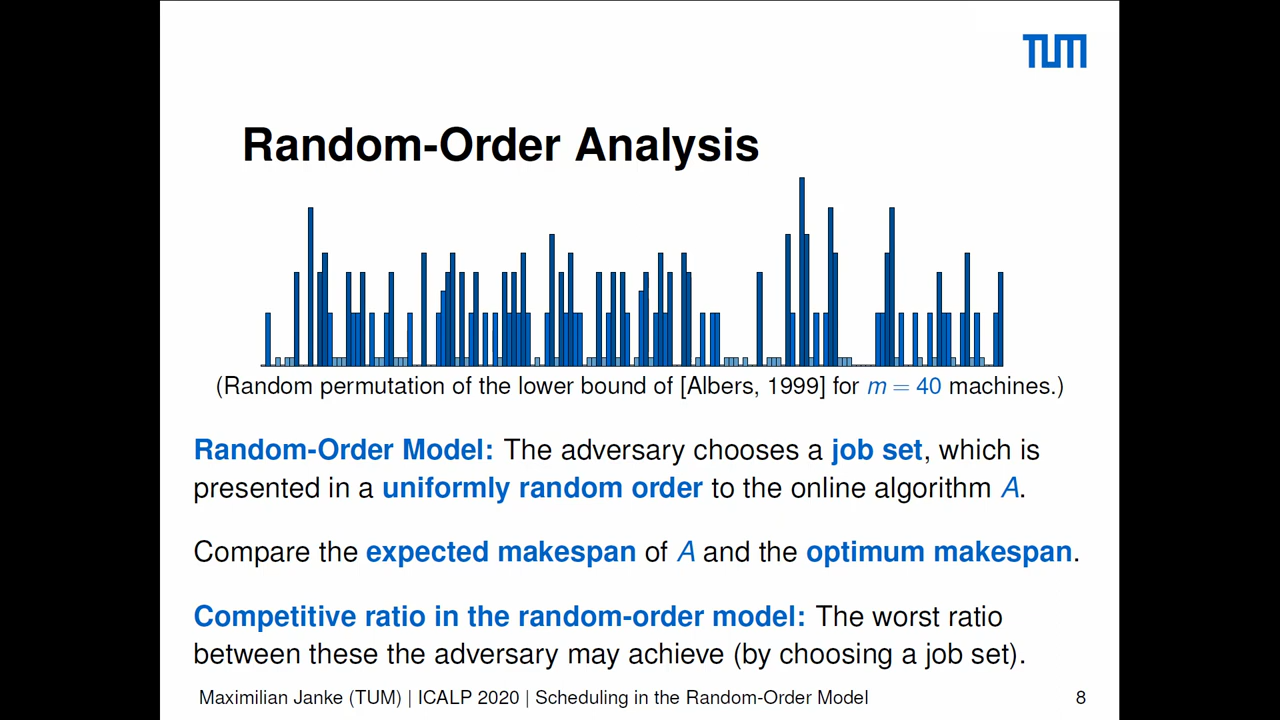 TUM
Random-Order Analysis
(Random permutation of the lower bound of [Albers, 1999] for m = 40 machines.)
Random-Order Model: The adversary chooses a job set, which is
presented in a uniformly random order to the online algorithm A.
Compare the expected makespan of A and the optimum makespan.
Competitive ratio in the random-order model: The worst ratio
between these the adversary may achieve (by choosing a job set).
Maximilian Janke (TUM) | ICALP 2020 | Scheduling in the Random-Order Model 8